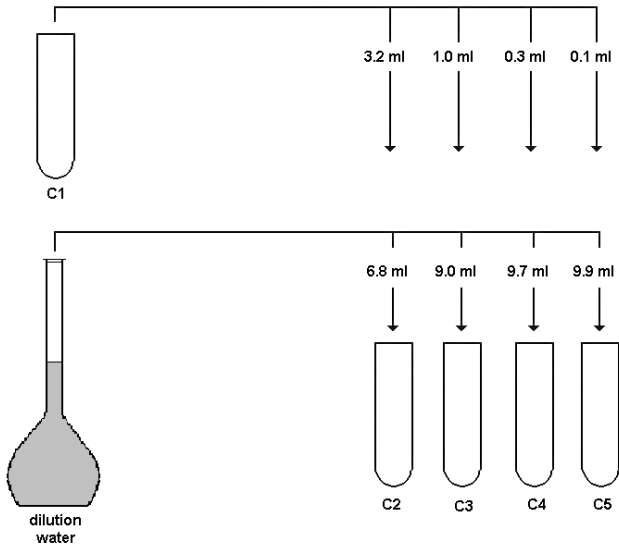 3.2 ml 1.0 ml 0.3 ml 0.1 ml
C1
6.8 ml 9.0 ml 9.7 ml 9.9 ml
C2 C3 C4 C5
dilution
water